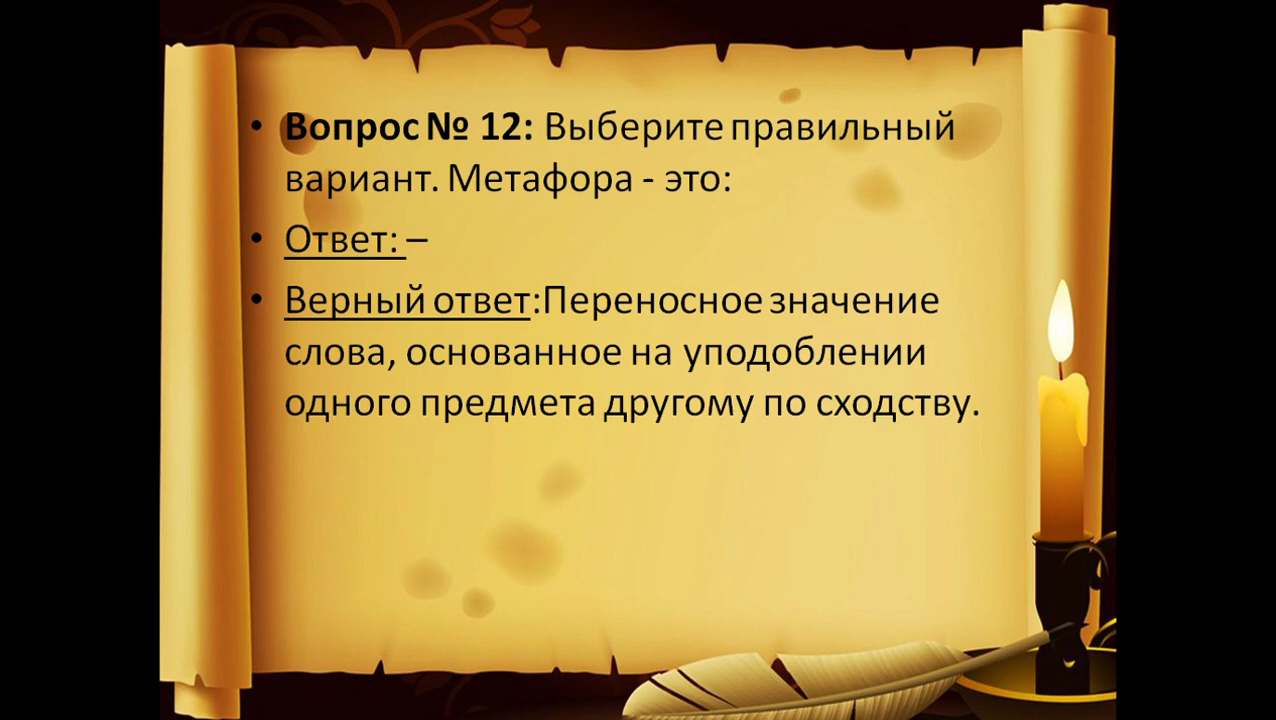 • Вопрос № 12: Выберите правильный
вариант. Метафора - это:
• Ответ: –
• Верный ответ:Переносное значение
слова, основанное на уподоблении
одного предмета другому по сходству.